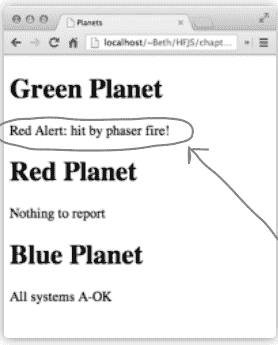 Planets
localhost/~Beth/HFJS/chapt...
Green Planet
Red Alert: hit by phaser fire!
Red Planet
Nothing to report
Blue Planet
All systems A-OK